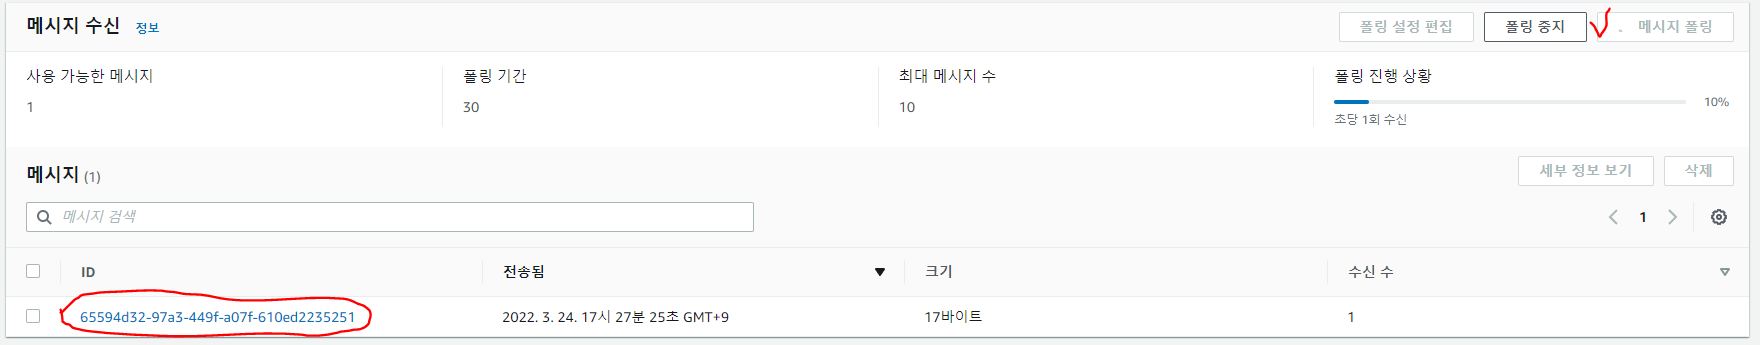 메시지 수신 정보 폴링 설정 편집 폴링 중지 메시지 폴링
사용 가능한 메시지 폴링 기간 최대 메시지 수 폴링 진행 상황
1 30 10 10%
초당 1회 수신
메시지 (1) 세부 정보 보기 삭제
메시지 검색 1
ID 전송됨 크기 수신 수
65594d32-97a3-449f-a07f-610ed2235251 2022. 3. 24. 17시 27분 25초 GMT+9 17바이트 1